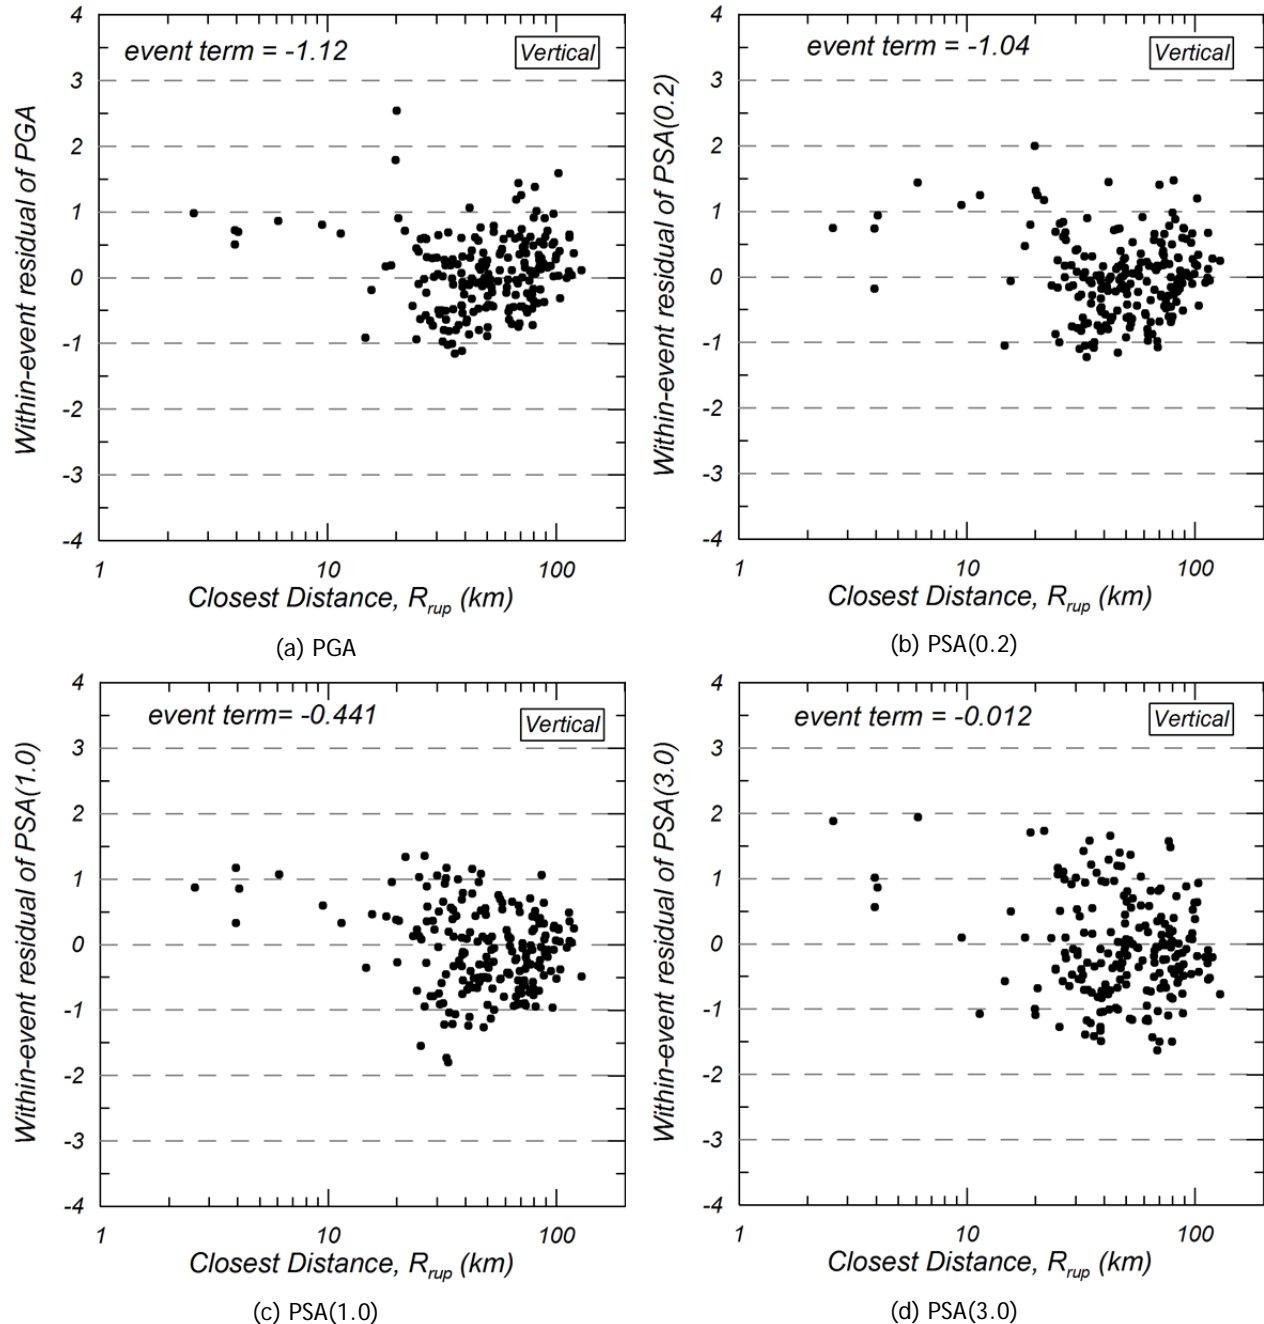 event term = -1.12
Vertical
4
3
2
1
0
-1
-2
-3
-4
Within-event residual of PGA
1
10
100
Closest Distance, Rrup (km)
(a) PGA
event term = -1.04
Vertical
4
3
2
1
0
-1
-2
-3
-4
Within-event residual of PSA(0.2)
1
10
100
Closest Distance, Rrup (km)
(b) PSA(0.2)
event term= -0.441
Vertical
4
3
2
1
0
-1
-2
-3
-4
Within-event residual of PSA(1.0)
1
10
100
Closest Distance, Rrup (km)
(c) PSA(1.0)
event term = -0.012
Vertical
4
3
2
1
0
-1
-2
-3
-4
Within-event residual of PSA(3.0)
1
10
100
Closest Distance, Rrup (km)
(d) PSA(3.0)